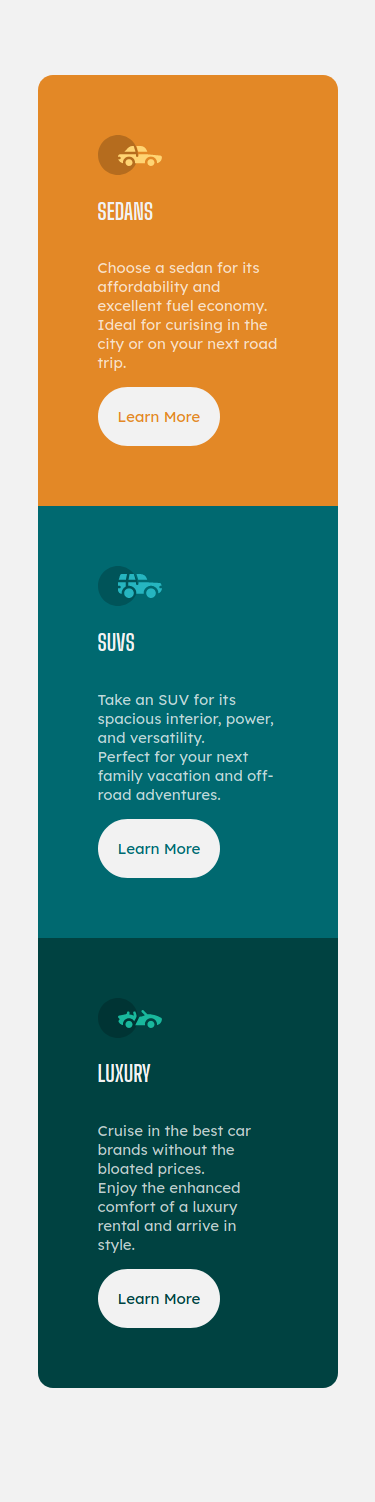 SEDANS
Choose a sedan for its
affordability and
excellent fuel economy.
Ideal for curising in the
city or on your next road
trip.
Learn More
SUVS
Take an SUV for its
spacious interior, power,
and versatility.
Perfect for your next
family vacation and off-
road adventures.
Learn More
LUXURY
Cruise in the best car
brands without the
bloated prices.
Enjoy the enhanced
comfort of a luxury
rental and arrive in
style.
Learn More